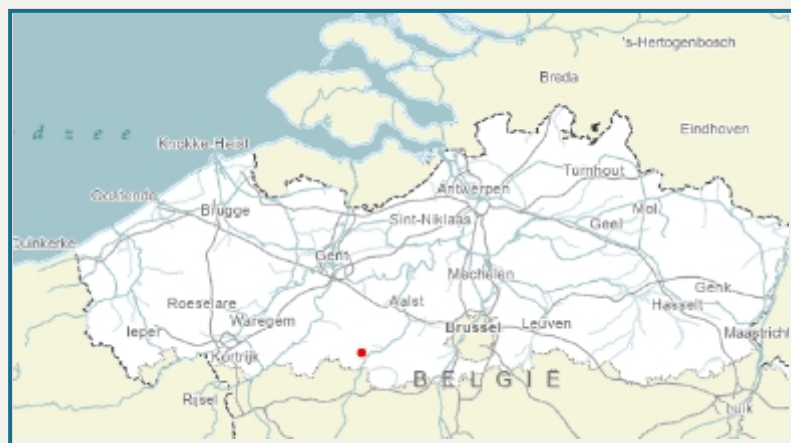 's-Hertogenbosch
Breda
dzee
Eindhoven
Knokke-Heist
Turnhout
Antwerpen
Oostende
Mol
Brugge
Sint-Niklaas
Geel
Duinkerke
Gent
Mechelen
Genk
Roeselare
Aalst
Hasselt
Waregem
Ieper
Brussel
Leuven
Maastricht
Kortrijk
BELGIË
Rijsel
Luik